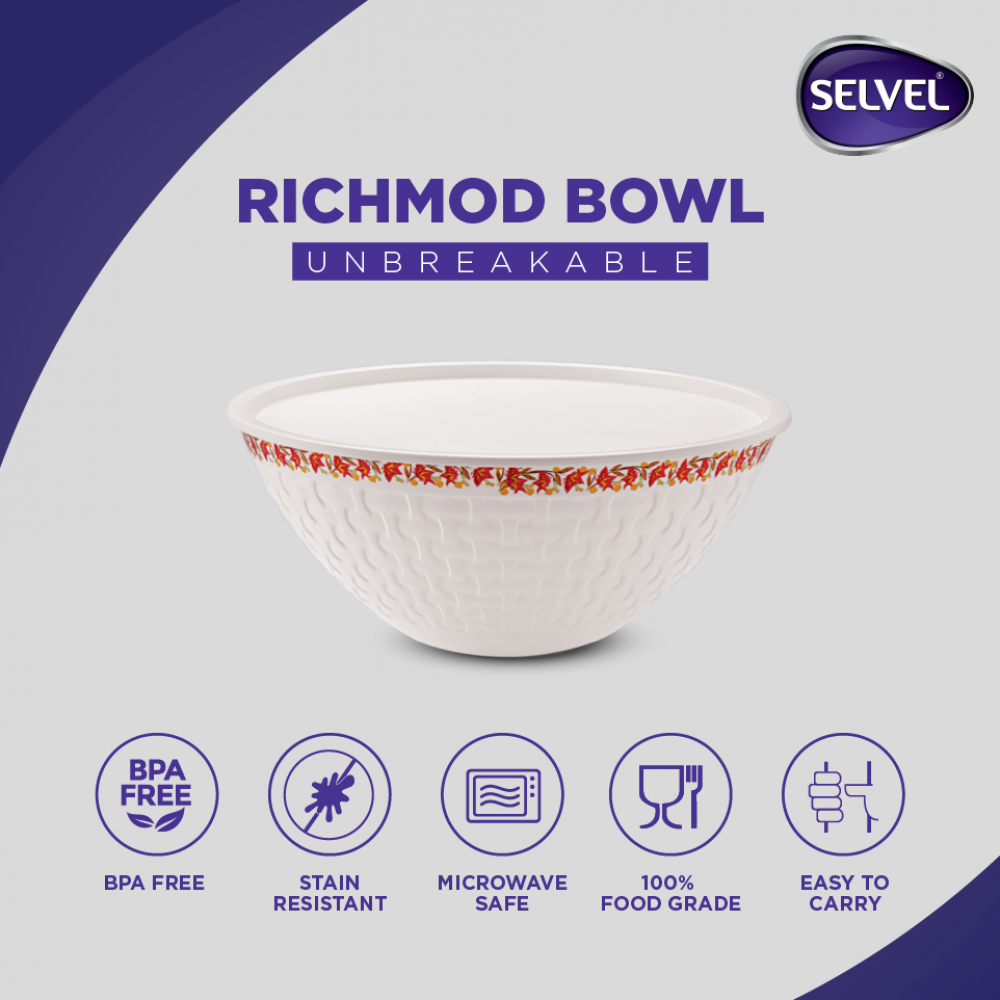 SELVEL®
RICHMOD BOWL
UNBREAKABLE
BPA
FREE
BPA FREE
STAIN
RESISTANT
MICROWAVE
SAFE
100%
FOOD GRADE
EASY TO
CARRY